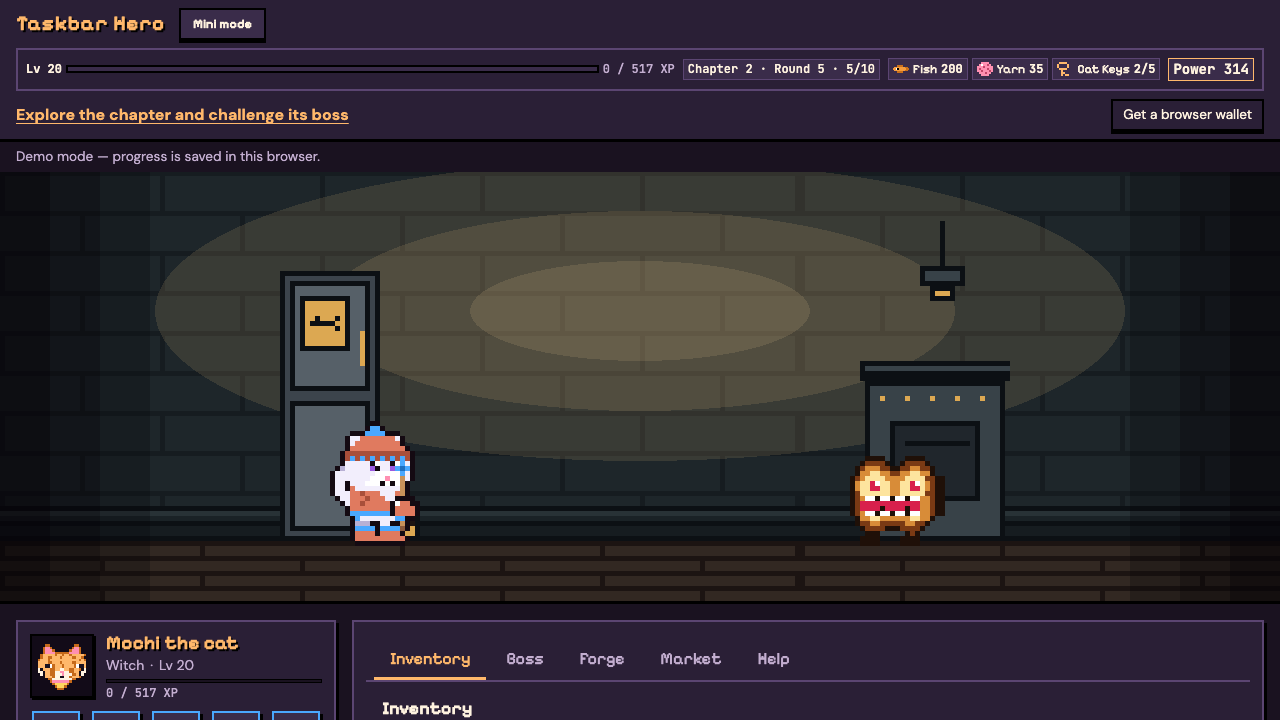 Taskbar Hero
Mini mode
Lv 20
0 / 517 XP
Chapter 2 · Round 5 · 5/10
Fish 200
Yarn 35
Oat Keys 2/5
Power 314
Explore the chapter and challenge its boss
Get a browser wallet
Demo mode — progress is saved in this browser.
Mochi the cat
Witch · Lv 20
0 / 517 XP
Inventory
Boss
Forge
Market
Help
Inventory